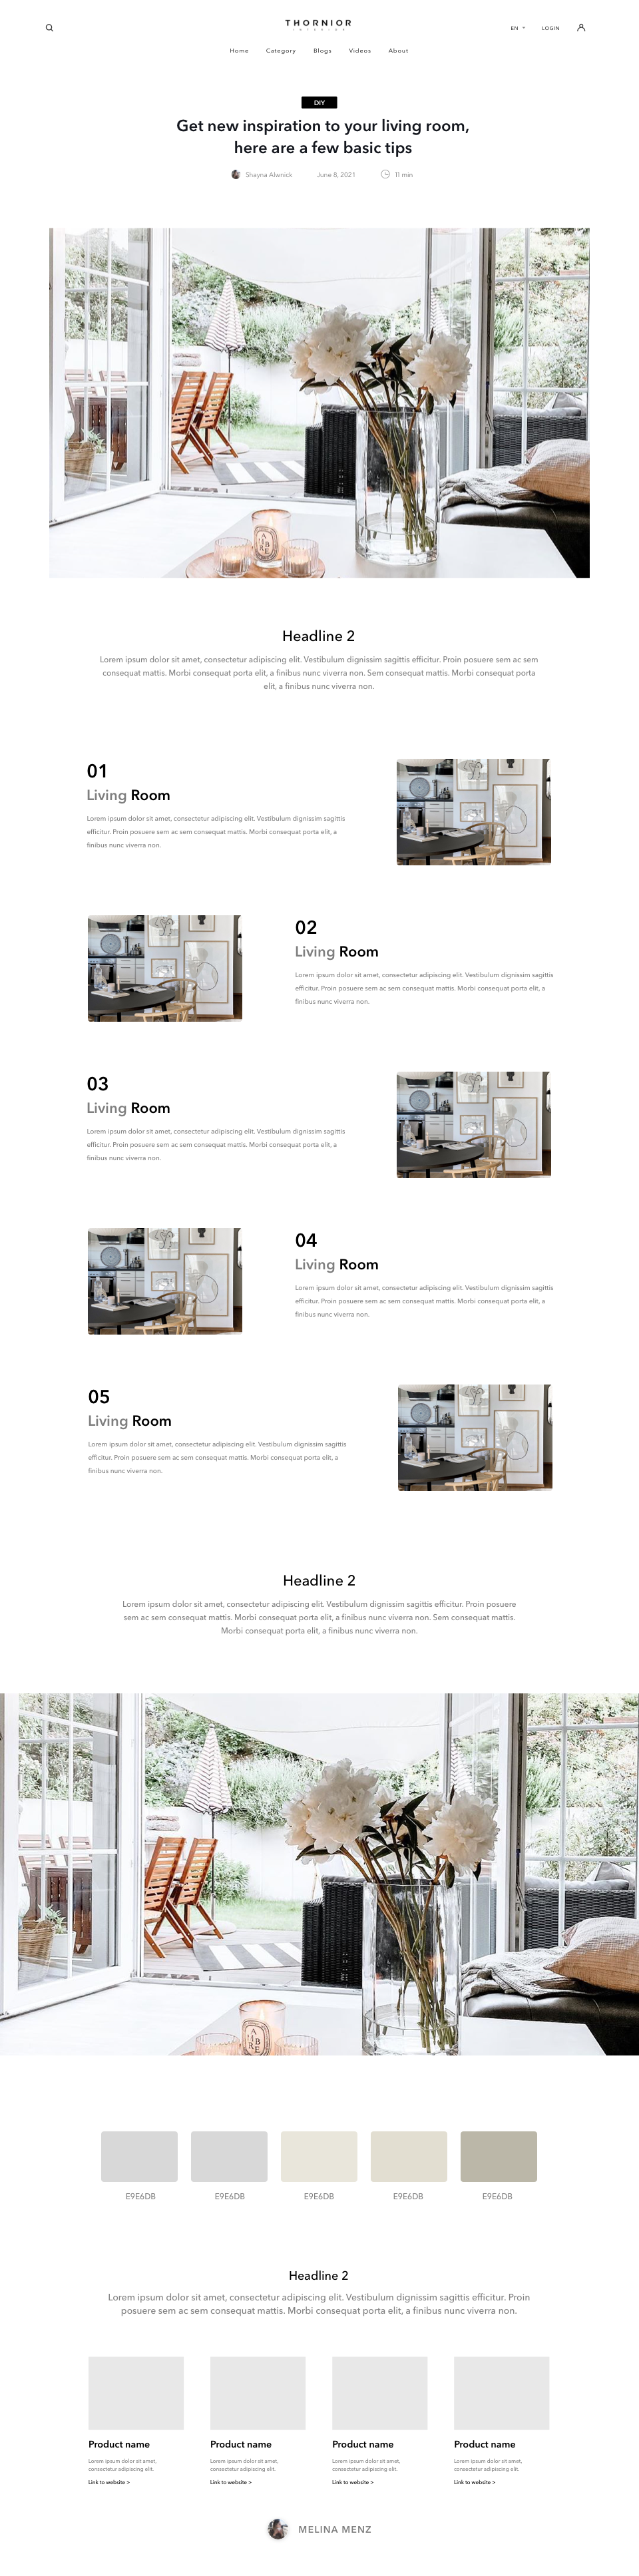 THORNIOR
INTERIOR
EN
LOGIN
Home Category Blogs Videos About
DIY
Get new inspiration to your living room,
here are a few basic tips
Shayna Alwnick June 8, 2021 11 min
Headline 2
Lorem ipsum dolor sit amet, consectetur adipiscing elit. Vestibulum dignissim sagittis efficitur. Proin posuere sem ac sem
consequat mattis. Morbi consequat porta elit, a finibus nunc viverra non. Sem consequat mattis. Morbi consequat porta
elit, a finibus nunc viverra non.
01
Living Room
Lorem ipsum dolor sit amet, consectetur adipiscing elit. Vestibulum dignissim sagittis
efficitur. Proin posuere sem ac sem consequat mattis. Morbi consequat porta elit, a
finibus nunc viverra non.
02
Living Room
Lorem ipsum dolor sit amet, consectetur adipiscing elit. Vestibulum dignissim sagittis
efficitur. Proin posuere sem ac sem consequat mattis. Morbi consequat porta elit, a
finibus nunc viverra non.
03
Living Room
Lorem ipsum dolor sit amet, consectetur adipiscing elit. Vestibulum dignissim sagittis
efficitur. Proin posuere sem ac sem consequat mattis. Morbi consequat porta elit, a
finibus nunc viverra non.
04
Living Room
Lorem ipsum dolor sit amet, consectetur adipiscing elit. Vestibulum dignissim sagittis
efficitur. Proin posuere sem ac sem consequat mattis. Morbi consequat porta elit, a
finibus nunc viverra non.
05
Living Room
Lorem ipsum dolor sit amet, consectetur adipiscing elit. Vestibulum dignissim sagittis
efficitur. Proin posuere sem ac sem consequat mattis. Morbi consequat porta elit, a
finibus nunc viverra non.
Headline 2
Lorem ipsum dolor sit amet, consectetur adipiscing elit. Vestibulum dignissim sagittis efficitur. Proin posuere
sem ac sem consequat mattis. Morbi consequat porta elit, a finibus nunc viverra non. Sem consequat mattis.
Morbi consequat porta elit, a finibus nunc viverra non.
E9E6DB E9E6DB E9E6DB E9E6DB E9E6DB
Headline 2
Lorem ipsum dolor sit amet, consectetur adipiscing elit. Vestibulum dignissim sagittis efficitur. Proin
posuere sem ac sem consequat mattis. Morbi consequat porta elit, a finibus nunc viverra non.
Product name
Lorem ipsum dolor sit amet,
consectetur adipiscing elit.
Link to website >
Product name
Lorem ipsum dolor sit amet,
consectetur adipiscing elit.
Link to website >
Product name
Lorem ipsum dolor sit amet,
consectetur adipiscing elit.
Link to website >
Product name
Lorem ipsum dolor sit amet,
consectetur adipiscing elit.
Link to website >
MELINA MENZ